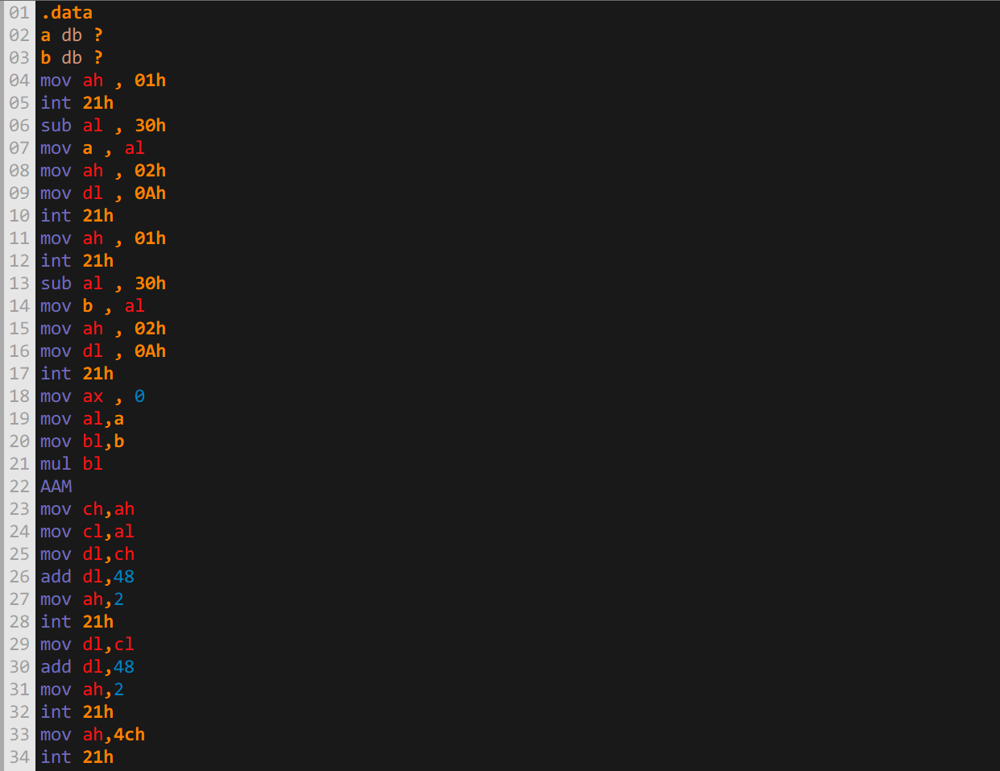 01 .data
02 a db ?
03 b db ?
04 mov ah , 01h
05 int 21h
06 sub al , 30h
07 mov a , al
08 mov ah , 02h
09 mov dl , 0Ah
10 int 21h
11 mov ah , 01h
12 int 21h
13 sub al , 30h
14 mov b , al
15 mov ah , 02h
16 mov dl , 0Ah
17 int 21h
18 mov ax , 0
19 mov al,a
20 mov bl,b
21 mul bl
22 AAM
23 mov ch,ah
24 mov cl,al
25 mov dl,ch
26 add dl,48
27 mov ah,2
28 int 21h
29 mov dl,cl
30 add dl,48
31 mov ah,2
32 int 21h
33 mov ah,4ch
34 int 21h